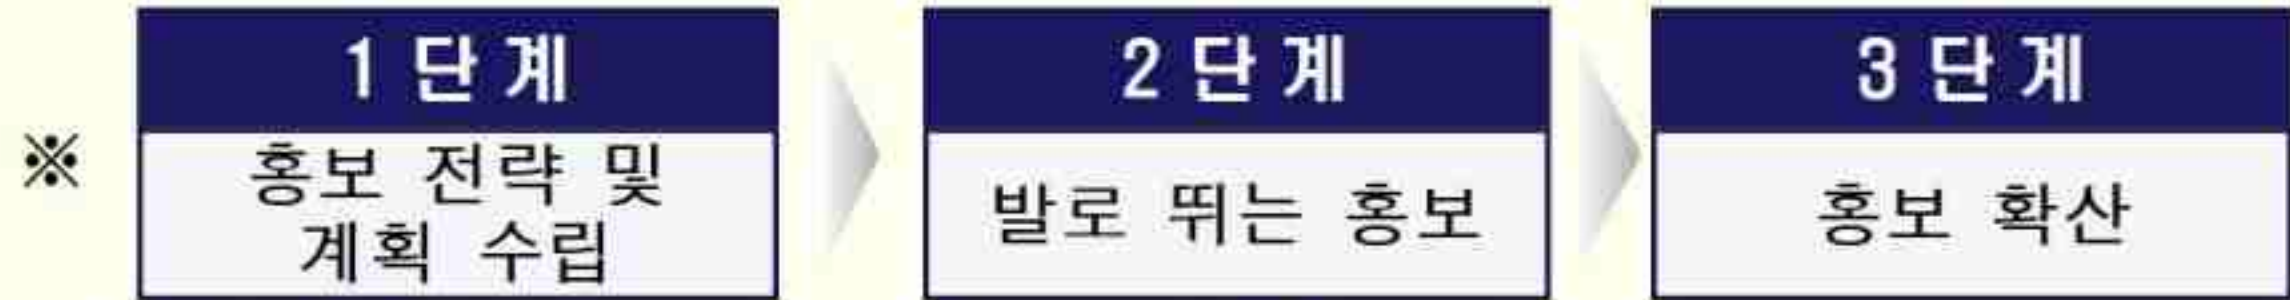 ※
1 단 계
홍보 전략 및
계획 수립
2 단 계
발로 뛰는 홍보
3 단 계
홍보 확산